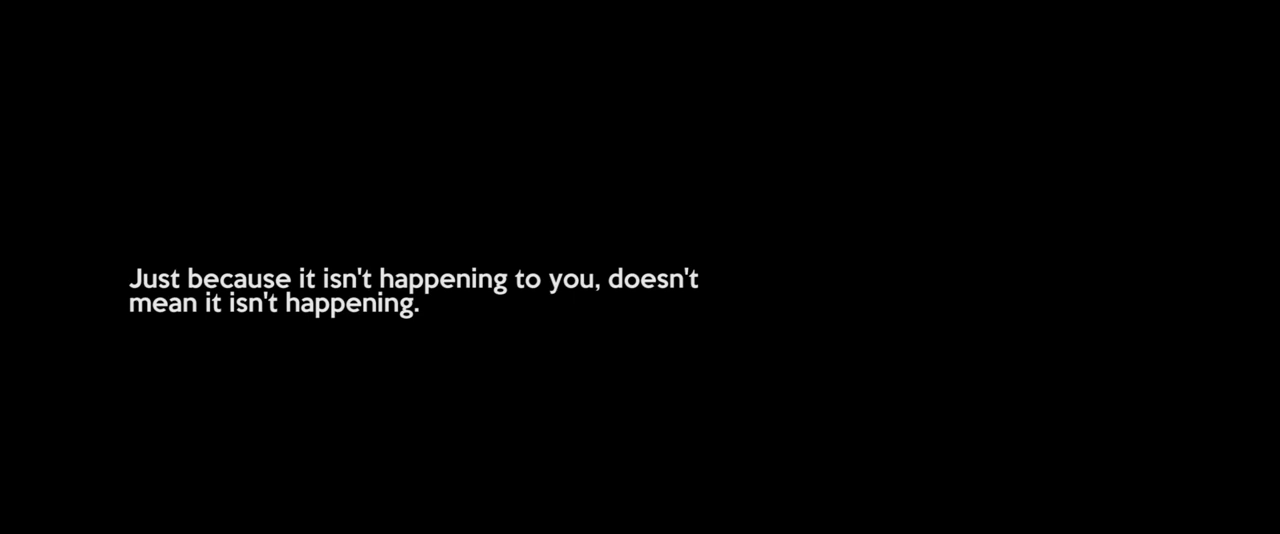 Just because it isn't happening to you, doesn't
mean it isn't happening.